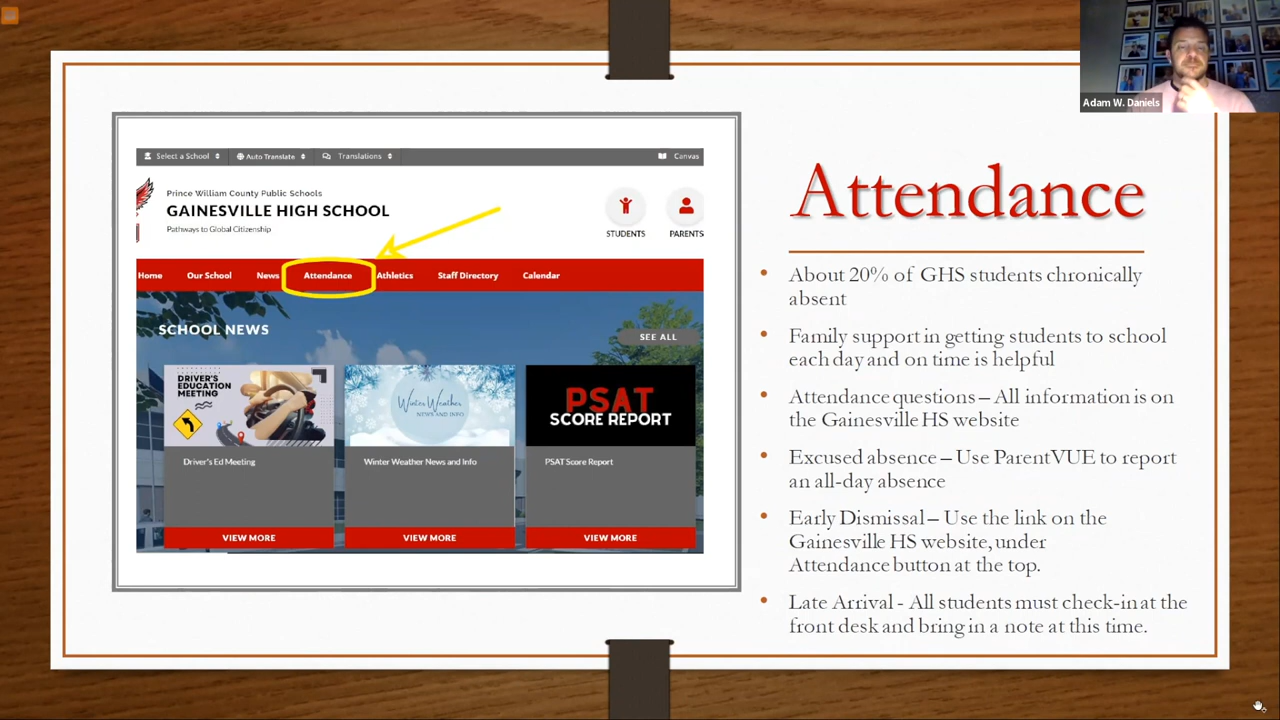 Adam W. Daniels
Select a School
Auto Translate
Translations
Canvas
Prince William County Public Schools
GAINESVILLE HIGH SCHOOL
Pathways to Global Citizenship
STUDENTS
PARENTS
Home
Our School
News
Attendance
Athletics
Staff Directory
Calendar
SCHOOL NEWS
SEE ALL
DRIVER'S
EDUCATION
MEETING
Winter Weather
NEWS AND INFO
PSAT
SCORE REPORT
Driver's Ed Meeting
Winter Weather News and Info
PSAT Score Report
VIEW MORE
VIEW MORE
VIEW MORE
Attendance
• About 20% of GHS students chronically
absent
• Family support in getting students to school
each day and on time is helpful
• Attendance questions – All information is on
the Gainesville HS website
• Excused absence – Use ParentVUE to report
an all-day absence
• Early Dismissal – Use the link on the
Gainesville HS website, under
Attendance button at the top.
• Late Arrival - All students must check-in at the
front desk and bring in a note at this time.